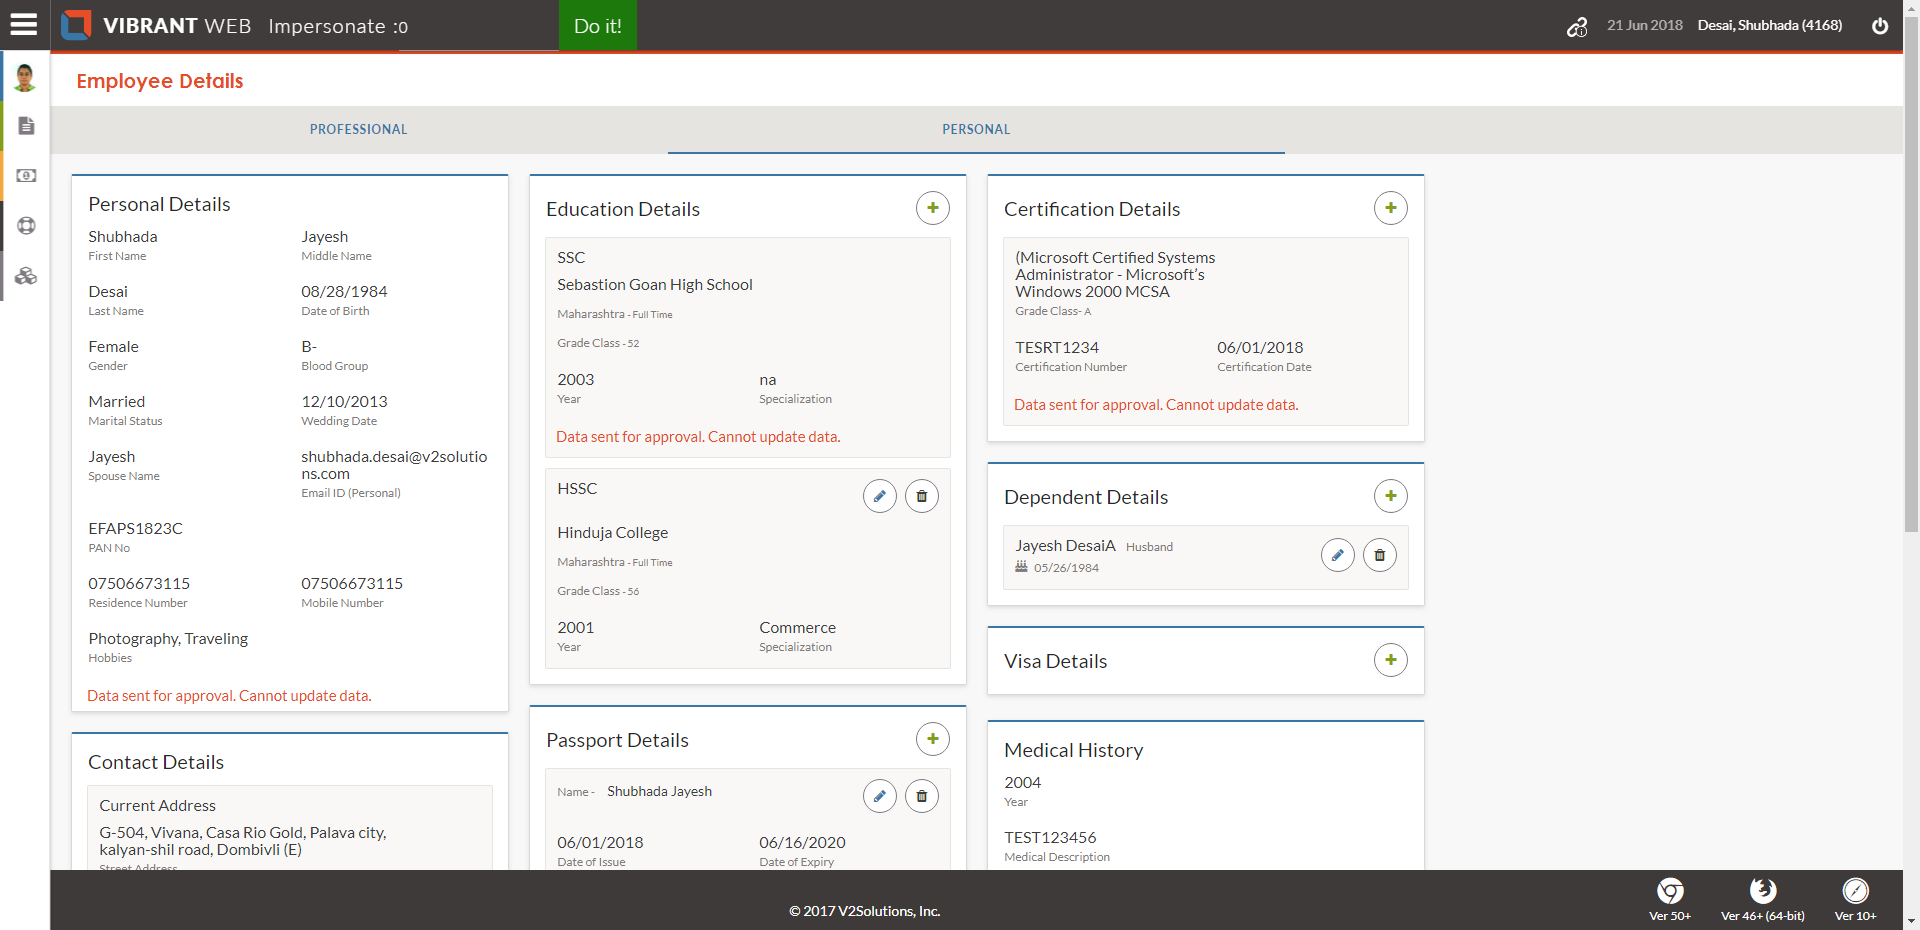 VIBRANT WEB Impersonate :0 Do it! 21 Jun 2018 Desai, Shubhada (4168)
Employee Details
PROFESSIONAL PERSONAL
Personal Details
Shubhada Jayesh
First Name Middle Name
Desai 08/28/1984
Last Name Date of Birth
Female B-
Gender Blood Group
Married 12/10/2013
Marital Status Wedding Date
Jayesh shubhada.desai@v2solutio
ns.com
Spouse Name Email ID (Personal)
EFAPS1823C
PAN No
07506673115 07506673115
Residence Number Mobile Number
Photography, Traveling
Hobbies
Data sent for approval. Cannot update data.
Contact Details
Current Address
G-504, Vivana, Casa Rio Gold, Palava city,
kalyan-shil road, Dombivli (E)
Street Address
Education Details
SSC
Sebastion Goan High School
Maharashtra - Full Time
Grade Class - 52
2003 na
Year Specialization
Data sent for approval. Cannot update data.
HSSC
Hinduja College
Maharashtra - Full Time
Grade Class - 56
2001 Commerce
Year Specialization
Passport Details
Name - Shubhada Jayesh
06/01/2018 06/16/2020
Date of Issue Date of Expiry
Certification Details
(Microsoft Certified Systems
Administrator - Microsoft's
Windows 2000 MCSA
Grade Class- A
TESRT1234 06/01/2018
Certification Number Certification Date
Data sent for approval. Cannot update data.
Dependent Details
Jayesh DesaiA Husband
05/26/1984
Visa Details
Medical History
2004
Year
TEST123456
Medical Description
© 2017 V2Solutions, Inc.
Ver 50+ Ver 46+ (64-bit) Ver 10+